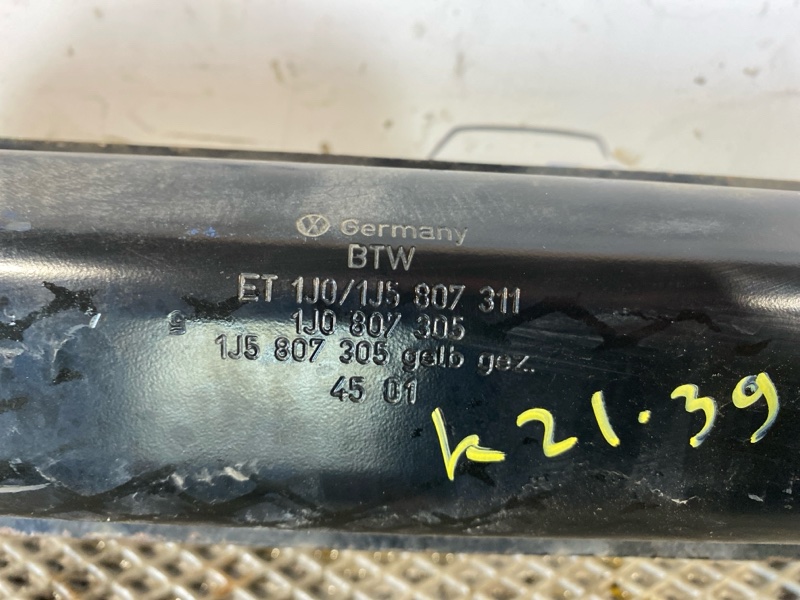 Germany
BTW
ET 1J0/1J5 807 311
1J0 807 305
1J5 807 305 gelb gez.
45 01
K21.39